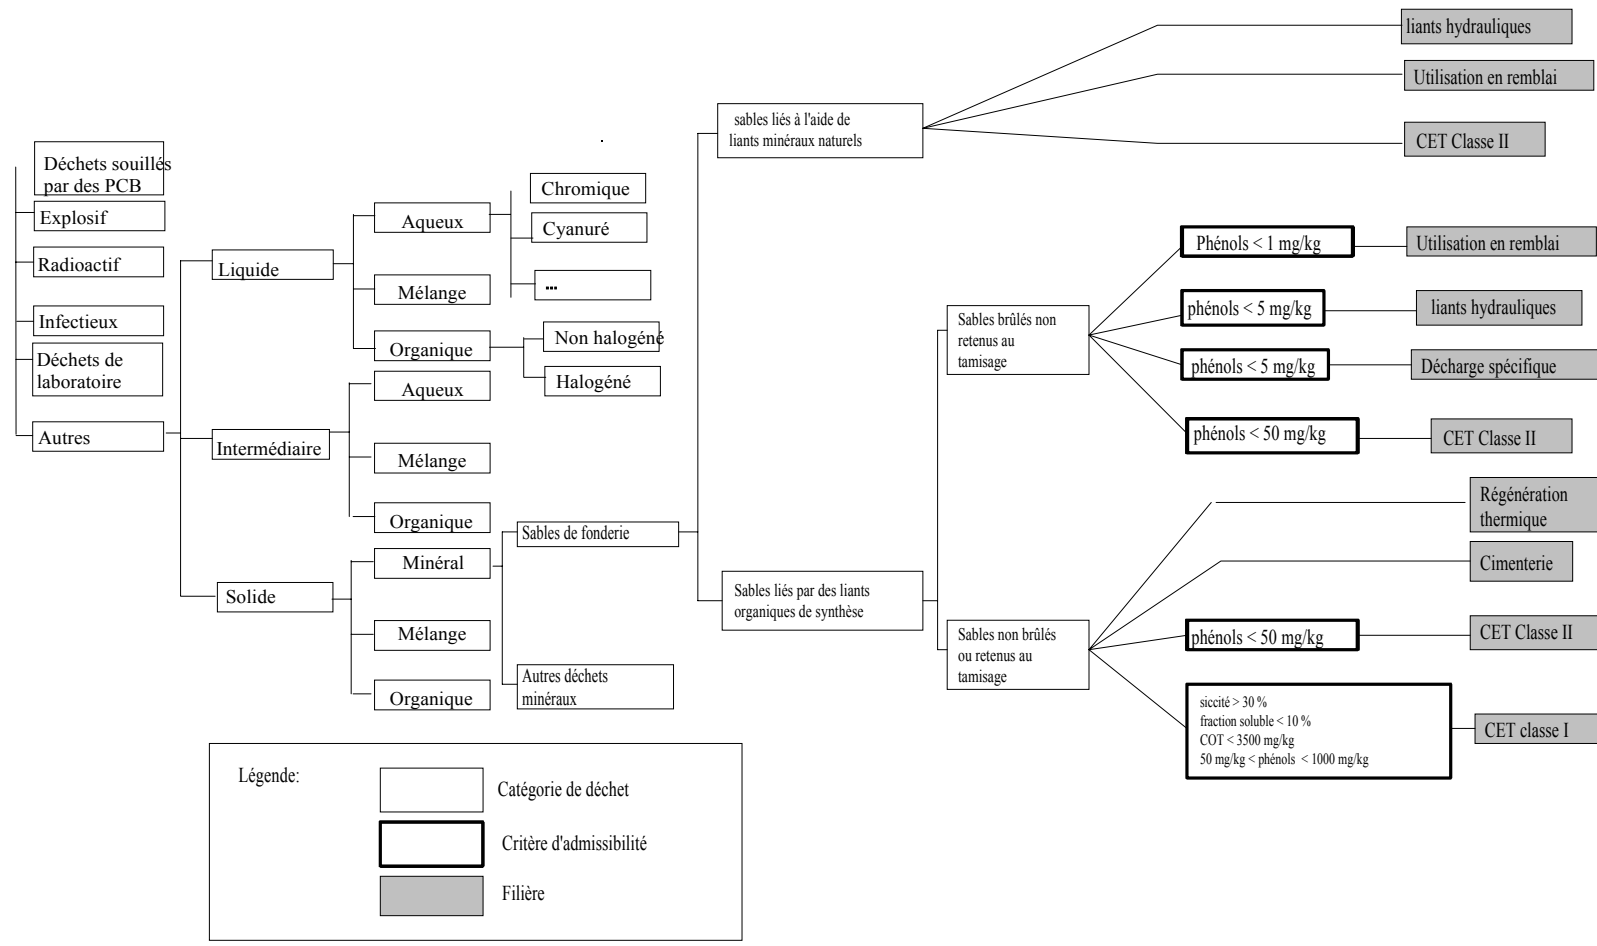 Déchets souillés
par des PCB
Explosif
Radioactif
Infectieux
Déchets de
laboratoire
Autres
Liquide
Intermédiaire
Solide
Aqueux
Mélange
Organique
Aqueux
Mélange
Organique
Minéral
Mélange
Organique
Chromique
Cyanuré
...
Non halogéné
Halogéné
Sables de fonderie
Autres déchets
minéraux
sables liés à l'aide de
liants minéraux naturels
Sables liés par des liants
organiques de synthèse
Sables brûlés non
retenus au
tamisage
Sables non brûlés
ou retenus au
tamisage
liants hydrauliques
Utilisation en remblai
CET Classe II
Phénols < 1 mg/kg
Utilisation en remblai
phénols < 5 mg/kg
liants hydrauliques
phénols < 5 mg/kg
Décharge spécifique
phénols < 50 mg/kg
CET Classe II
Régénération
thermique
Cimenterie
phénols < 50 mg/kg
CET Classe II
siccité > 30 %
fraction soluble < 10 %
COT < 3500 mg/kg
50 mg/kg < phénols < 1000 mg/kg
CET classe I
Légende:
Catégorie de déchet
Critère d'admissibilité
Filière